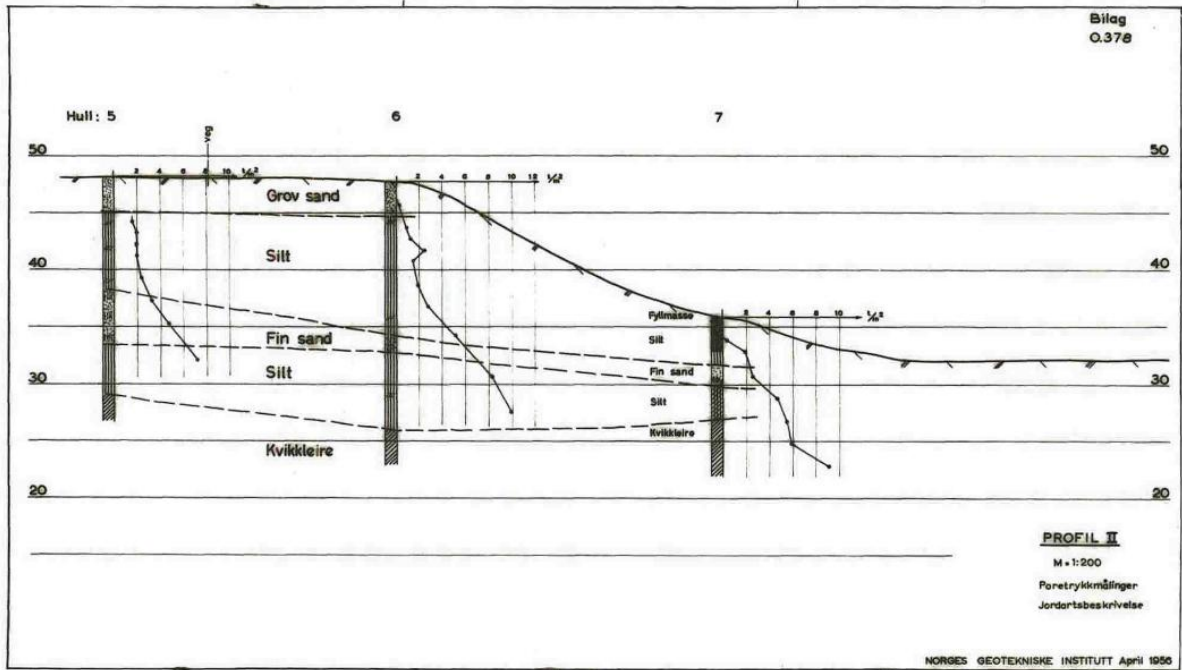 Bilag
0.378
Hull: 5
6
7
Veg
50
50
2 4 6 8 10 t/m²
2 4 6 8 10 12 t/m²
Grov sand
Silt
40
40
Fyllmasse
2 4 6 8 10 t/m²
Silt
Fin sand
Fin sand
Silt
30
30
Silt
Kvikkleire
Kvikkleire
20
20
PROFIL II
M = 1:200
Poretrykkmålinger
Jordartsbeskrivelse
NORGES GEOTEKNISKE INSTITUTT April 1956